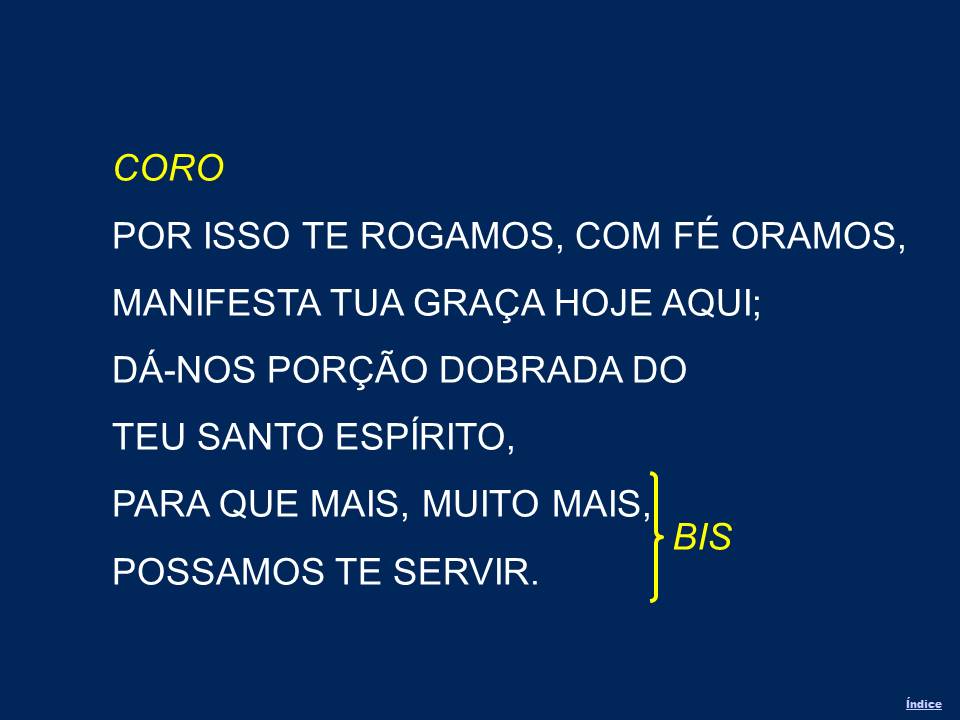 CORO
POR ISSO TE ROGAMOS, COM FÉ ORAMOS,
MANIFESTA TUA GRAÇA HOJE AQUI;
DÁ-NOS PORÇÃO DOBRADA DO
TEU SANTO ESPÍRITO,
PARA QUE MAIS, MUITO MAIS,
BIS
POSSAMOS TE SERVIR.
Índice